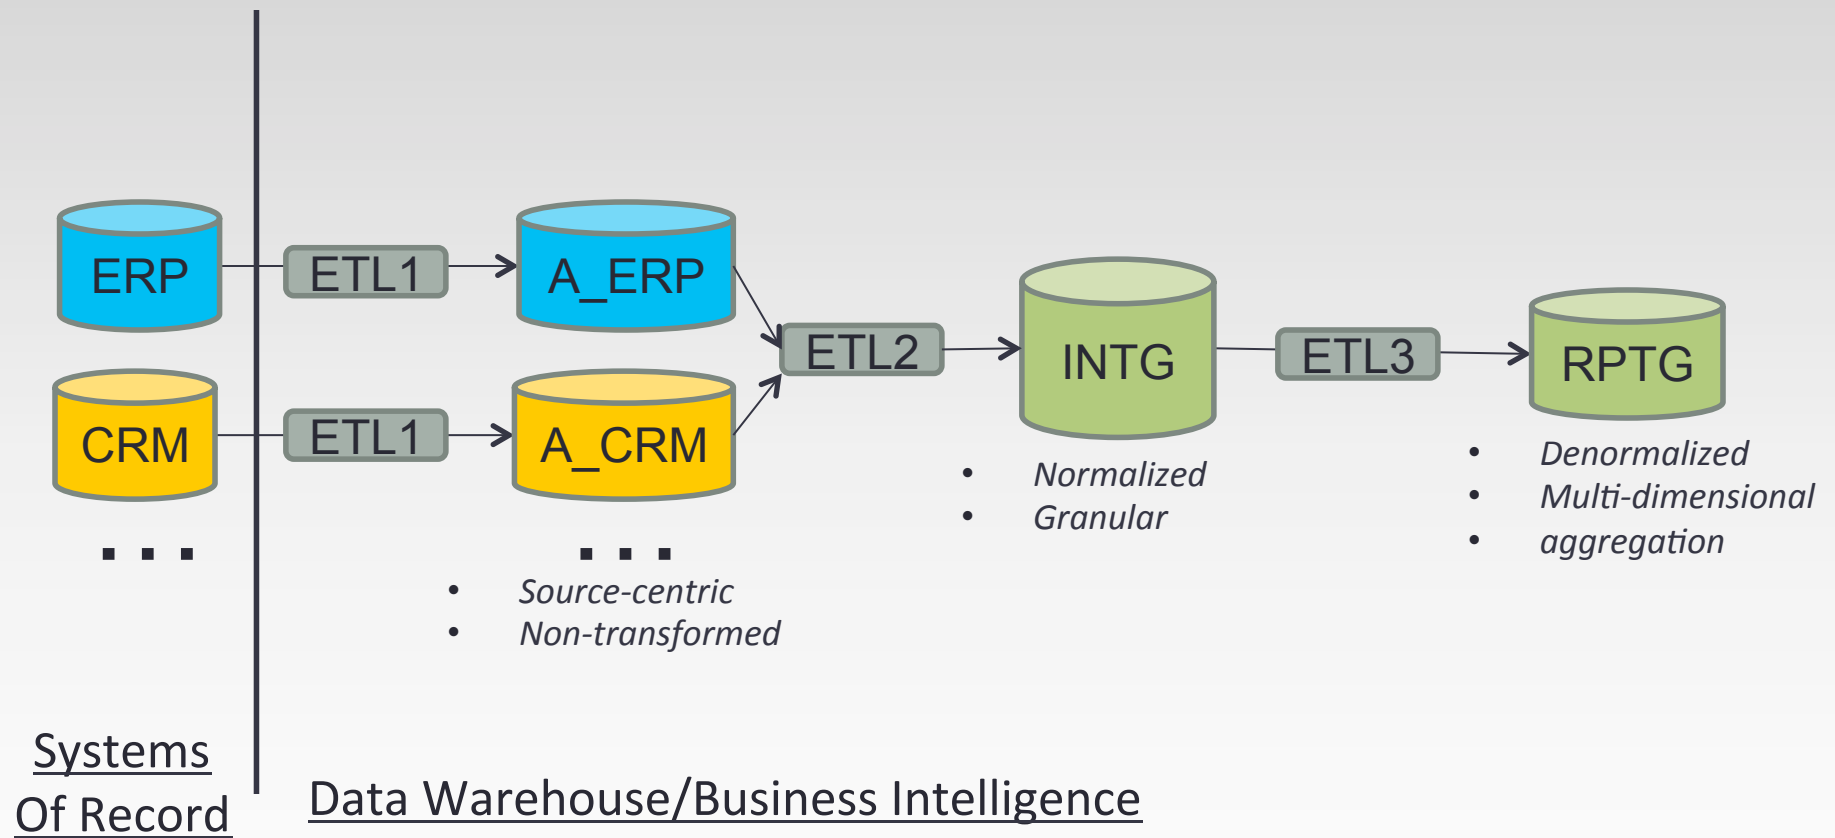 ERP
ETL1
A_ERP
CRM
ETL1
A_CRM
ETL2
INTG
ETL3
RPTG
. . .
. . .
• Source-centric
• Non-transformed
• Normalized
• Granular
• Denormalized
• Multi-dimensional
• aggregation
Systems
Of Record
Data Warehouse/Business Intelligence